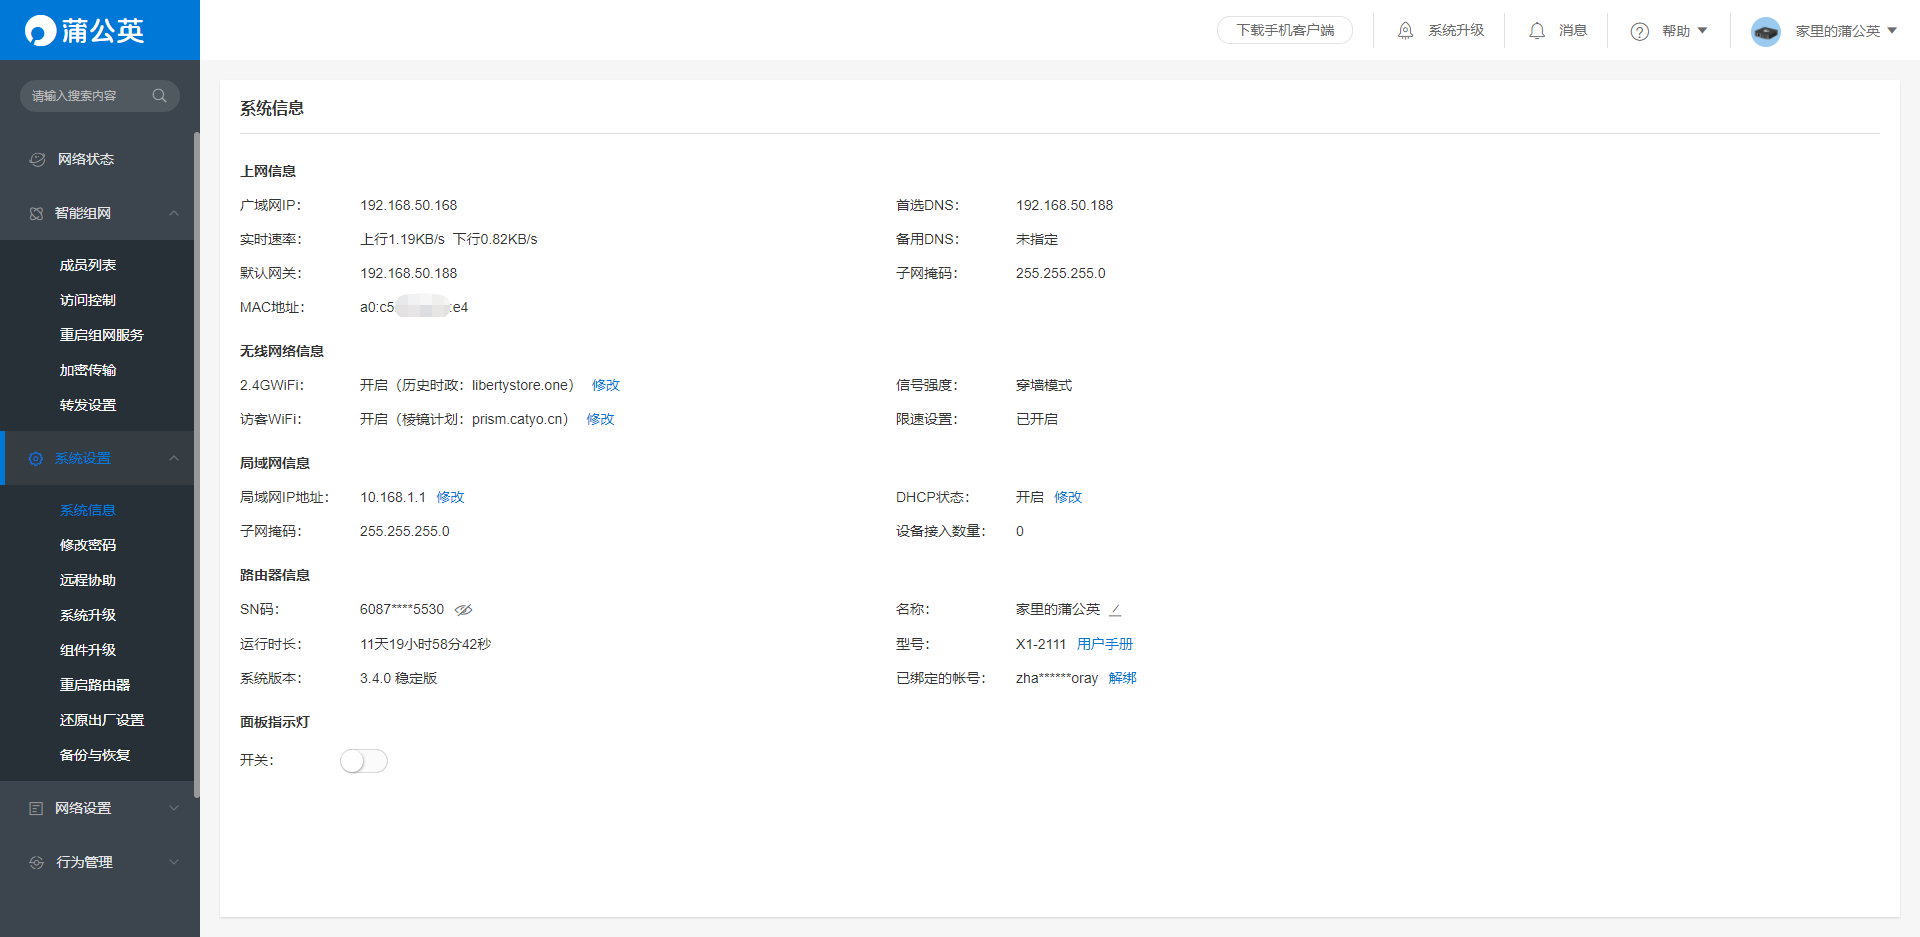 蒲公英
下载手机客户端
系统升级
消息
帮助
家里的蒲公英
请输入搜索内容
网络状态
智能组网
成员列表
访问控制
重启组网服务
加密传输
转发设置
系统设置
系统信息
修改密码
远程协助
系统升级
组件升级
重启路由器
还原出厂设置
备份与恢复
网络设置
行为管理
系统信息
上网信息
广域网IP： 192.168.50.168 首选DNS： 192.168.50.188
实时速率： 上行1.19KB/s 下行0.82KB/s 备用DNS： 未指定
默认网关： 192.168.50.188 子网掩码： 255.255.255.0
MAC地址： a0:c5 :e4
无线网络信息
2.4GWiFi： 开启（历史时政：libertystore.one） 修改 信号强度： 穿墙模式
访客WiFi： 开启（棱镜计划：prism.catyo.cn） 修改 限速设置： 已开启
局域网信息
局域网IP地址： 10.168.1.1 修改 DHCP状态： 开启 修改
子网掩码： 255.255.255.0 设备接入数量： 0
路由器信息
SN码： 6087****5530 名称： 家里的蒲公英
运行时长： 11天19小时58分42秒 型号： X1-2111 用户手册
系统版本： 3.4.0 稳定版 已绑定的帐号： zha******oray 解绑
面板指示灯
开关：